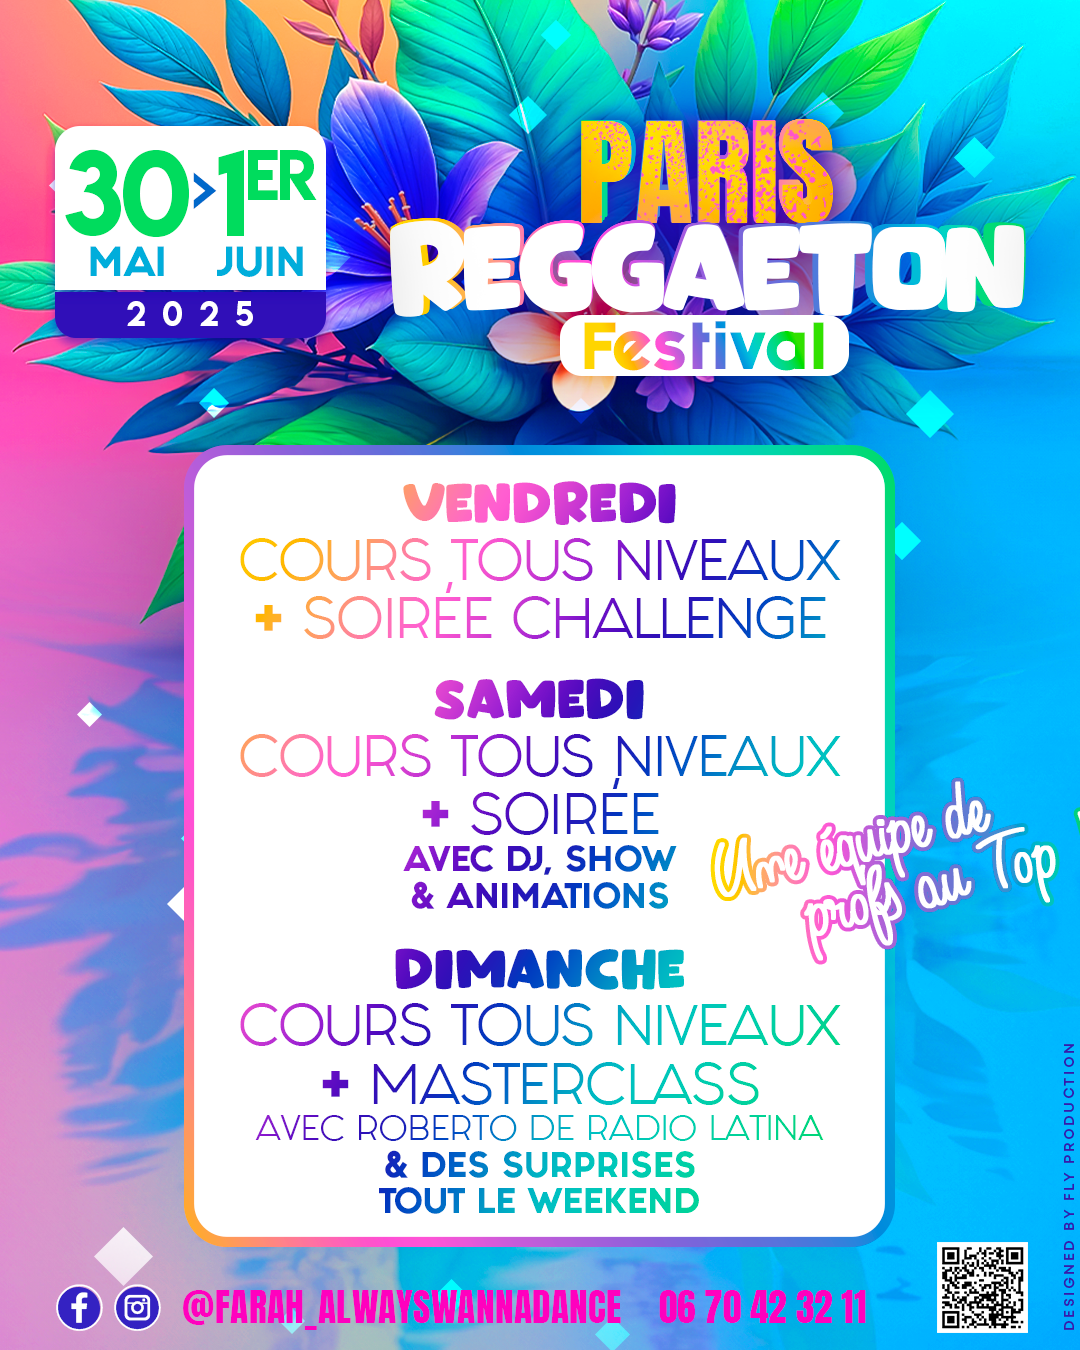 30 > 1ER
MAI JUIN
2025
PARIS
REGGAETON
Festival
VENDREDI
COURS TOUS NIVEAUX
+ SOIRÉE CHALLENGE
SAMEDI
COURS TOUS NIVEAUX
+ SOIRÉE
AVEC DJ, SHOW
& ANIMATIONS
Une équipe de
profs au Top
DIMANCHE
COURS TOUS NIVEAUX
+ MASTERCLASS
AVEC ROBERTO DE RADIO LATINA
& DES SURPRISES
TOUT LE WEEKEND
@FARAH_ALWAYSWANNADANCE 06 70 42 32 11
DESIGNED BY FLY PRODUCTION